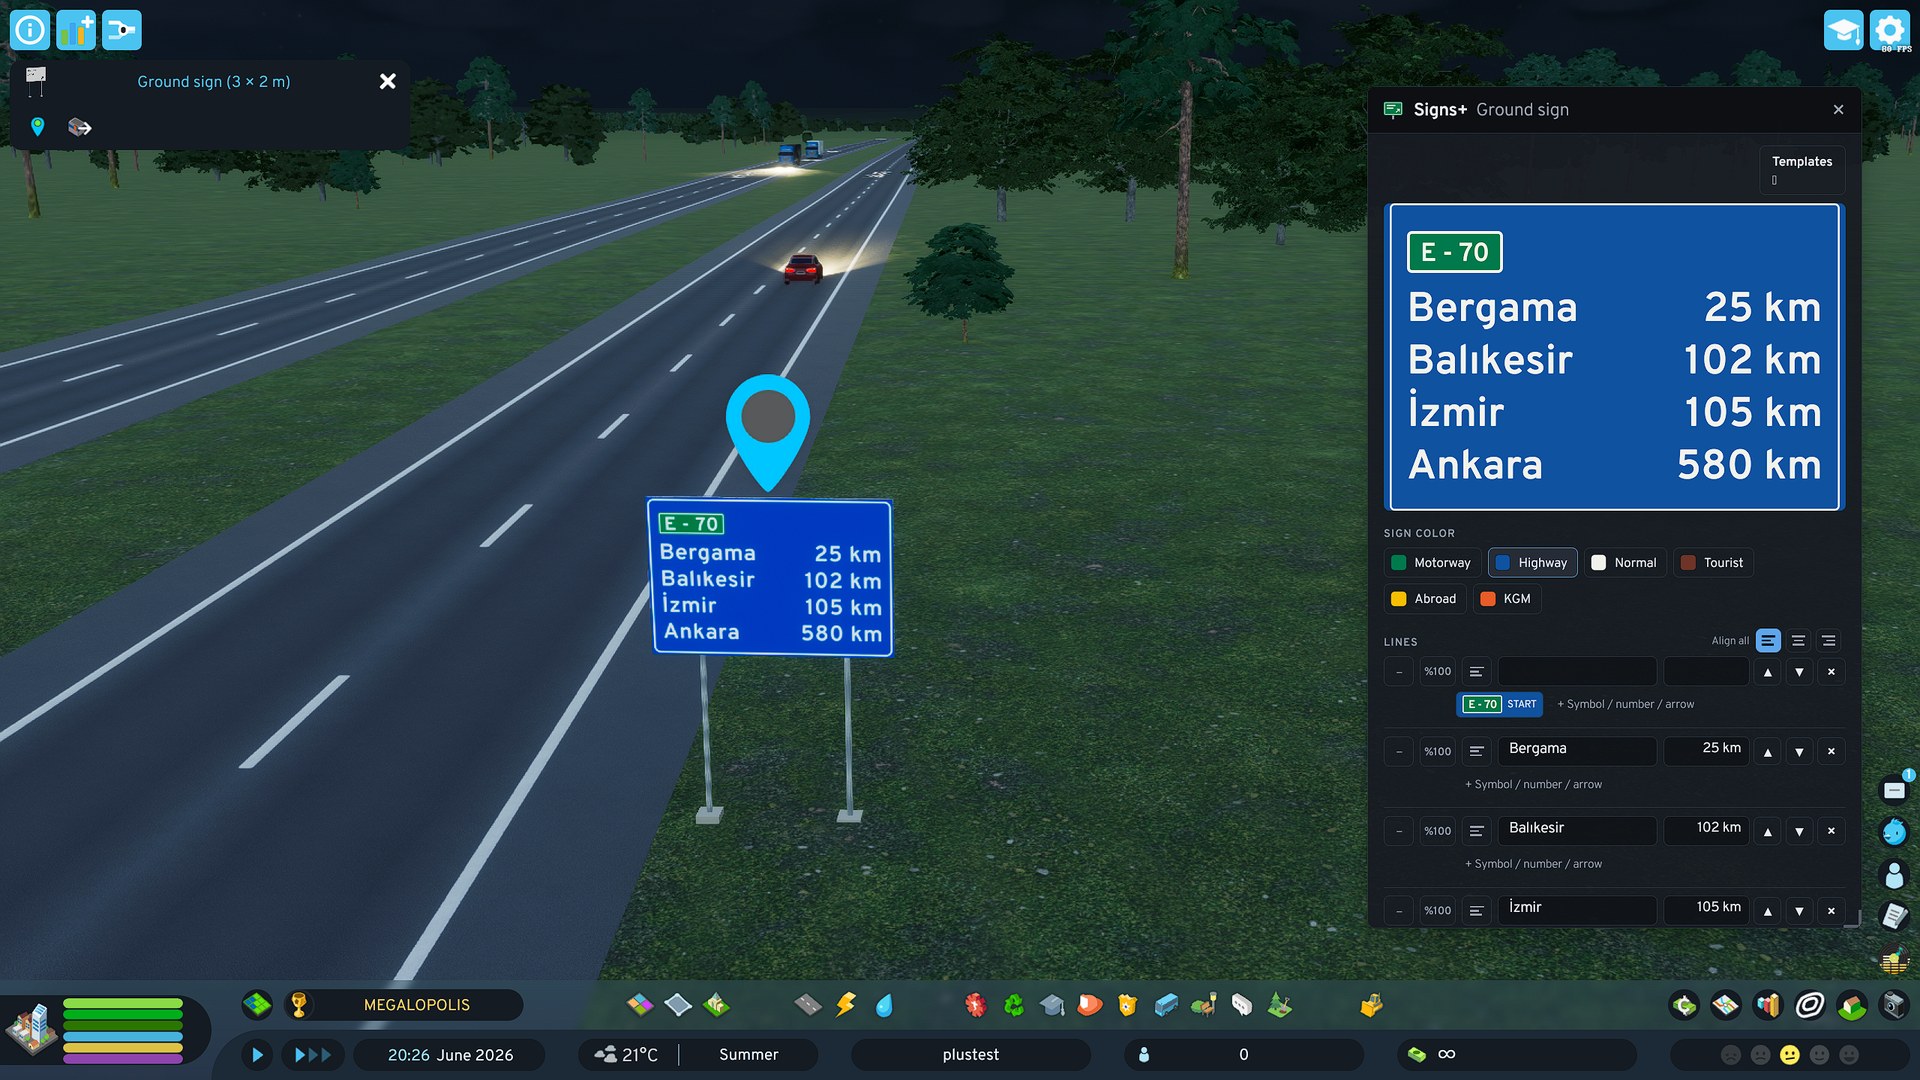 80 FPS
Ground sign (3 × 2 m)
Signs+ Ground sign
Templates
E - 70
Bergama 25 km
Balıkesir 102 km
İzmir 105 km
Ankara 580 km
SIGN COLOR
Motorway Highway Normal Tourist
Abroad KGM
LINES Align all
%100
E - 70 START + Symbol / number / arrow
%100 Bergama 25 km
+ Symbol / number / arrow
%100 Balıkesir 102 km
+ Symbol / number / arrow
%100 İzmir 105 km
E - 70
Bergama 25 km
Balıkesir 102 km
İzmir 105 km
Ankara 580 km
1
MEGALOPOLIS
20:26 June 2026
21°C Summer
plustest
0
∞